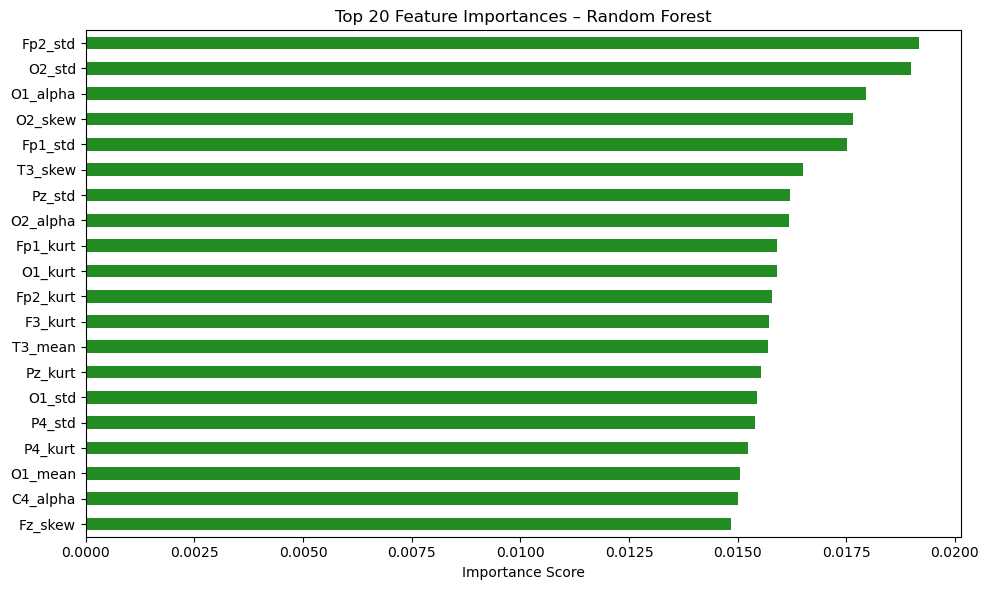 Top 20 Feature Importances – Random Forest
Fp2_std
O2_std
O1_alpha
O2_skew
Fp1_std
T3_skew
Pz_std
O2_alpha
Fp1_kurt
O1_kurt
Fp2_kurt
F3_kurt
T3_mean
Pz_kurt
O1_std
P4_std
P4_kurt
O1_mean
C4_alpha
Fz_skew
0.0000 0.0025 0.0050 0.0075 0.0100 0.0125 0.0150 0.0175 0.0200
Importance Score